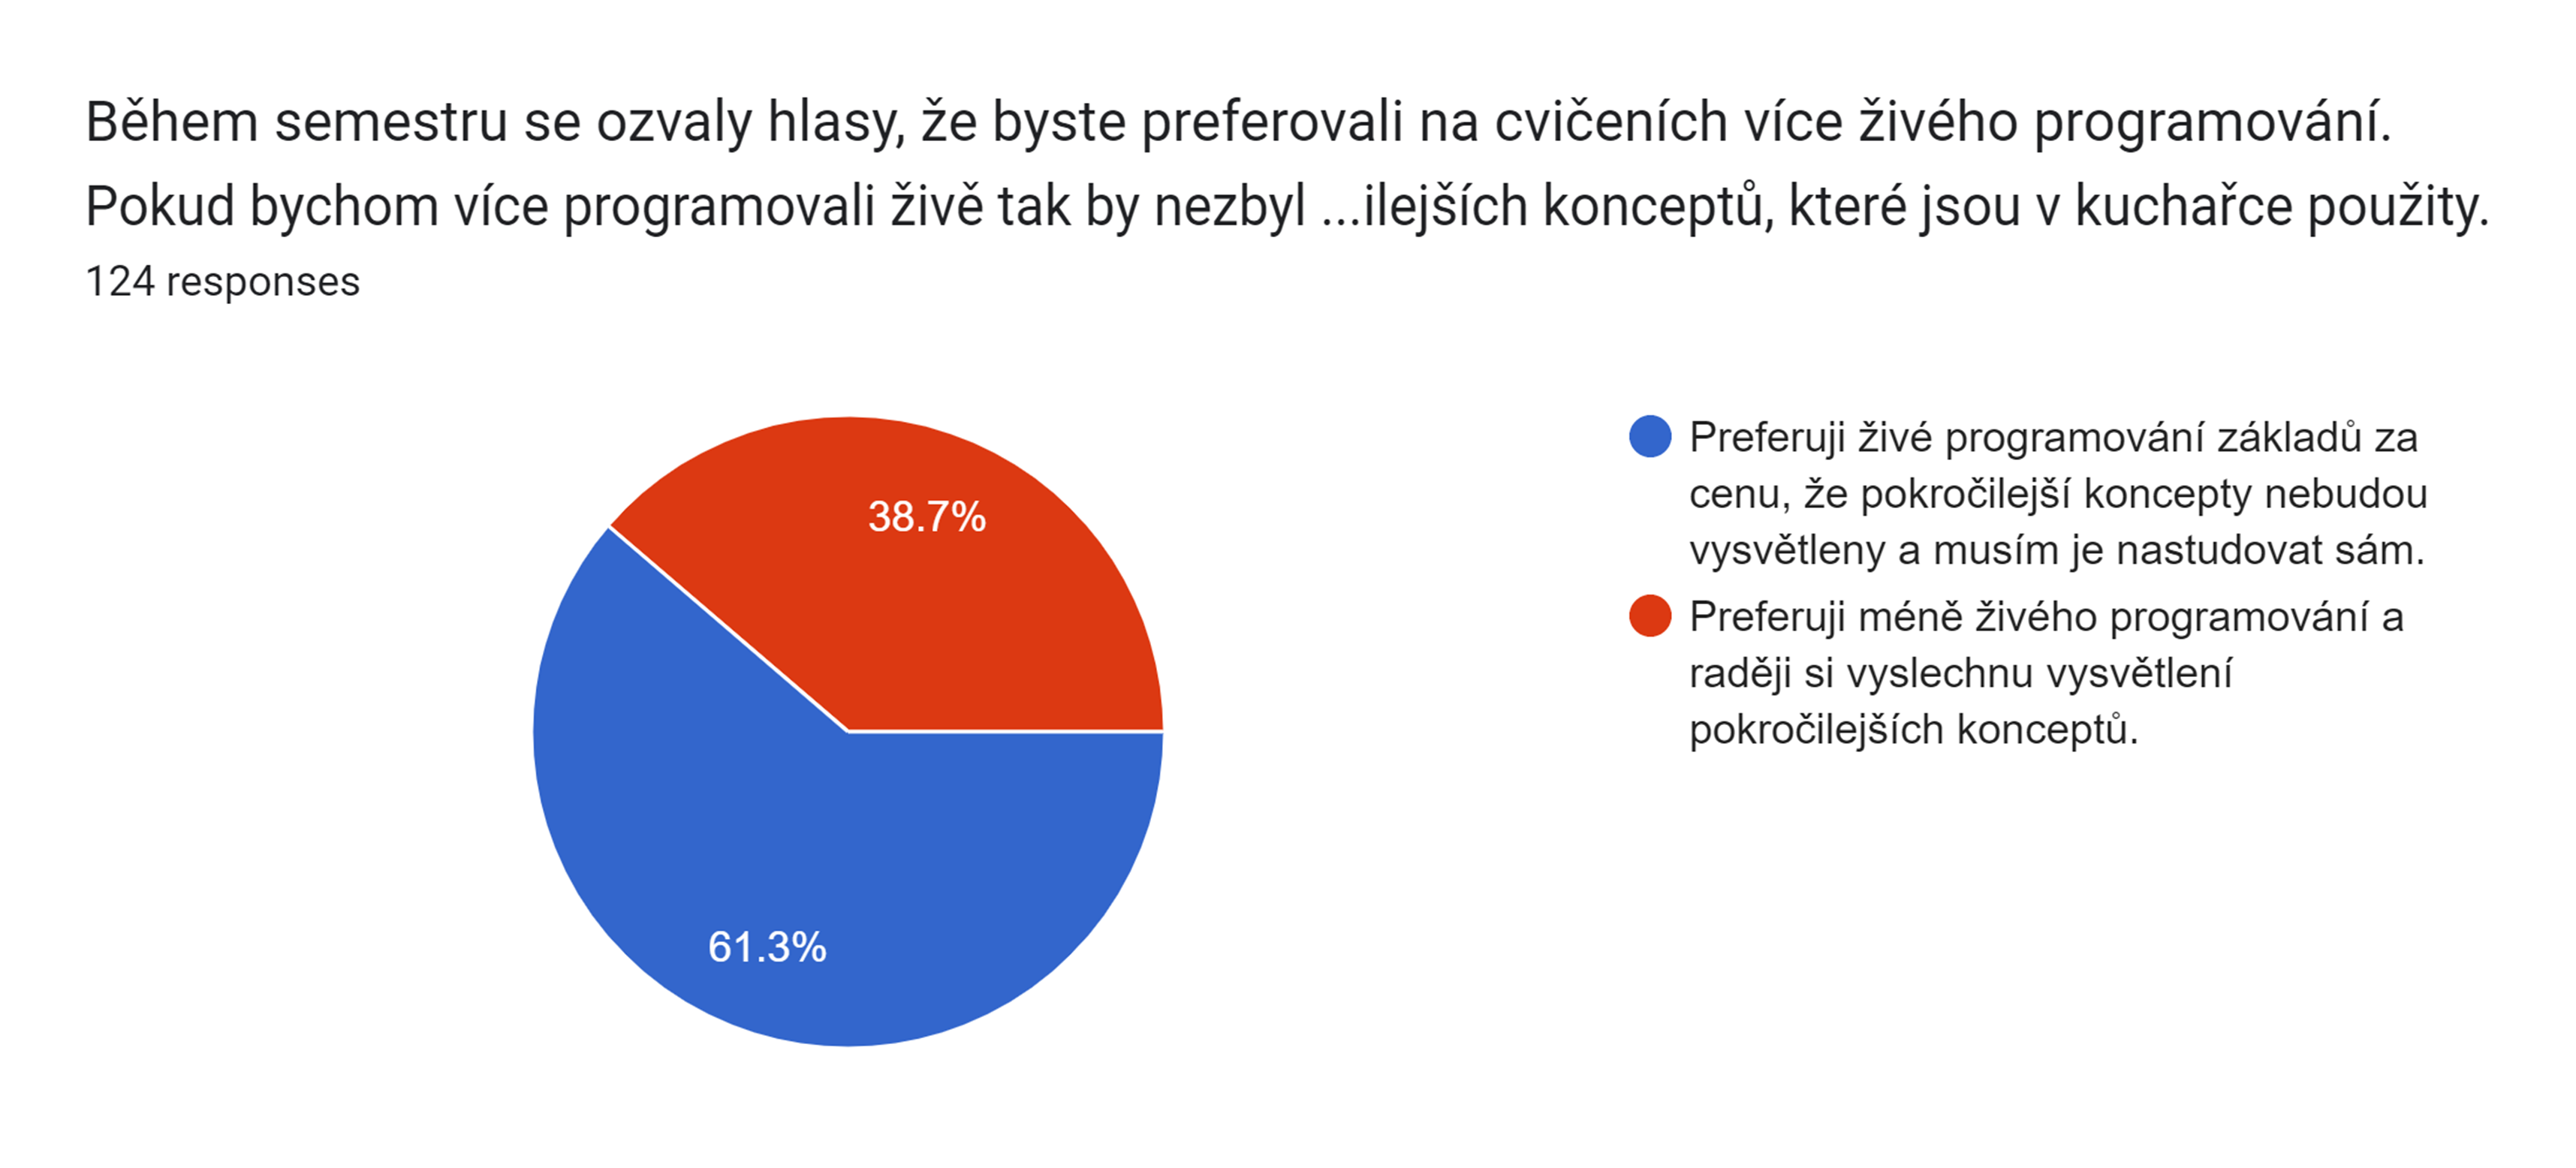 Během semestru se ozvaly hlasy, že byste preferovali na cvičeních více živého programování.
Pokud bychom více programovali živě tak by nezbyl ...ilejších konceptů, které jsou v kuchařce použity.
124 responses
38.7%
61.3%
Preferuji živé programování základů za
cenu, že pokročilejší koncepty nebudou
vysvětleny a musím je nastudovat sám.
Preferuji méně živého programování a
raději si vyslechnu vysvětlení
pokročilejších konceptů.